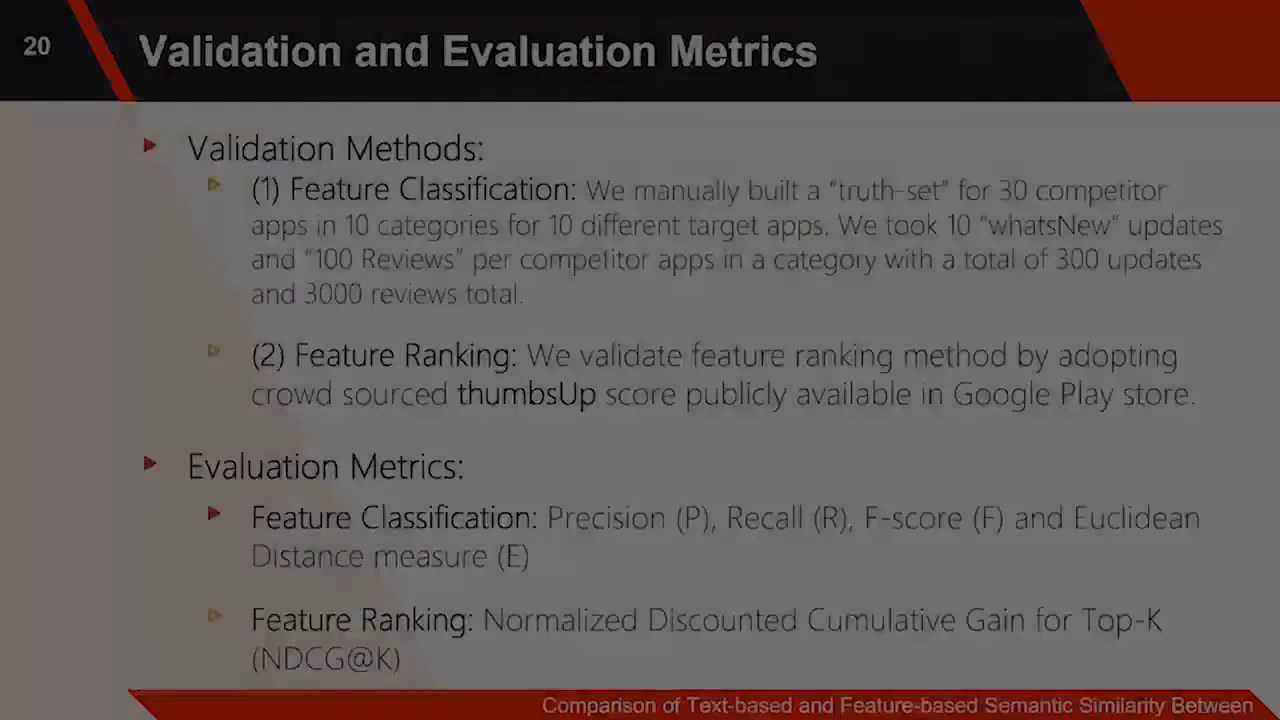 20
Validation and Evaluation Metrics
Validation Methods:
(1) Feature Classification: We manually built a “truth-set” for 30 competitor
apps in 10 categories for 10 different target apps. We took 10 “whatsNew” updates
and “100 Reviews” per competitor apps in a category with a total of 300 updates
and 3000 reviews total.
(2) Feature Ranking: We validate feature ranking method by adopting
crowd sourced thumbsUp score publicly available in Google Play store.
Evaluation Metrics:
Feature Classification: Precision (P), Recall (R), F-score (F) and Euclidean
Distance measure (E)
Feature Ranking: Normalized Discounted Cumulative Gain for Top-K
(NDCG@K)
Comparison of Text-based and Feature-based Semantic Similarity Between